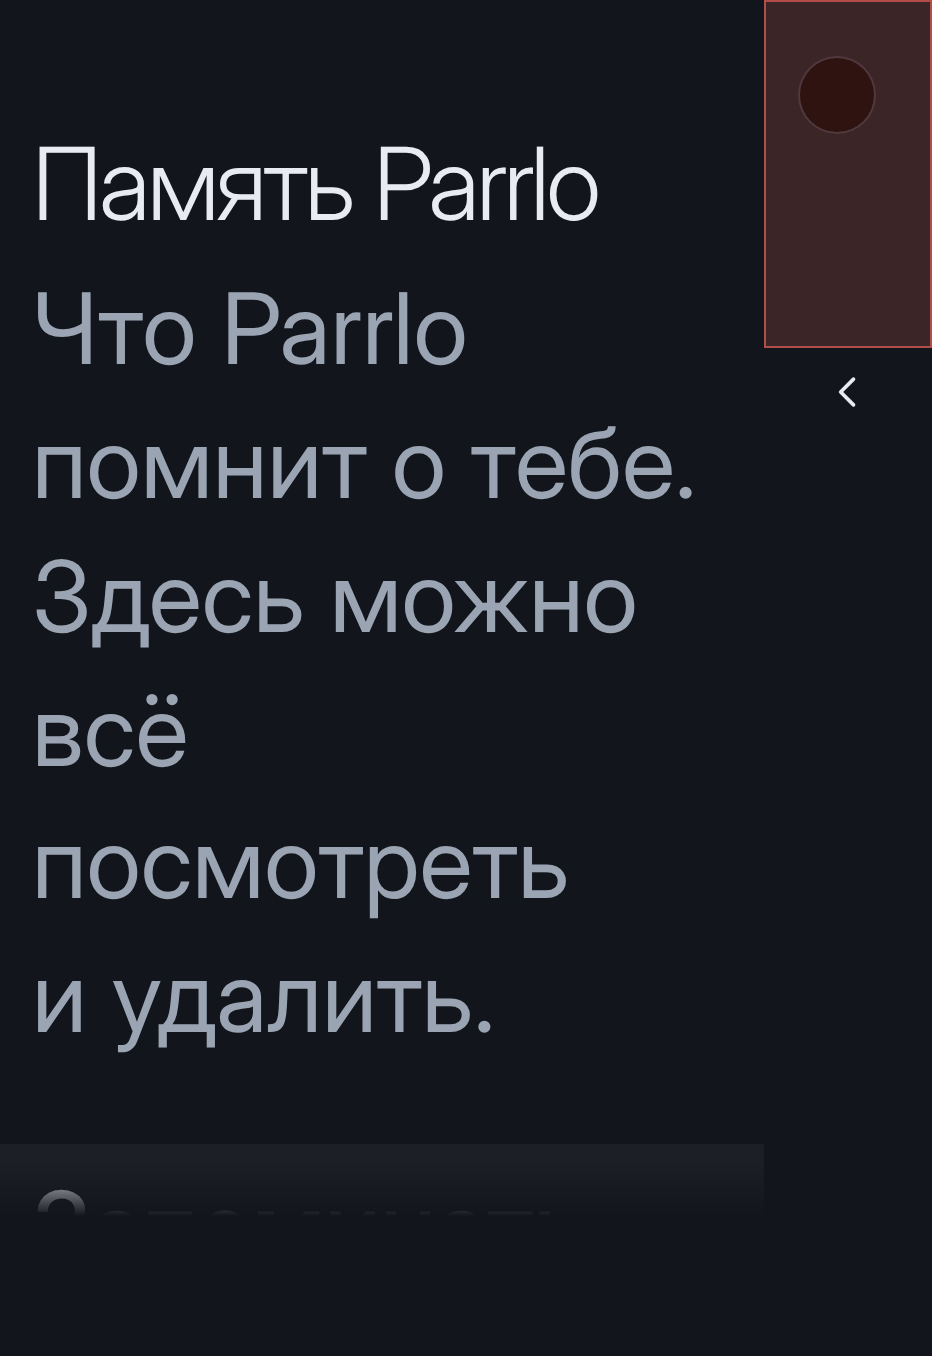 Память Parrlo
Что Parrlo
помнит о тебе.
Здесь можно
всё
посмотреть
и удалить.